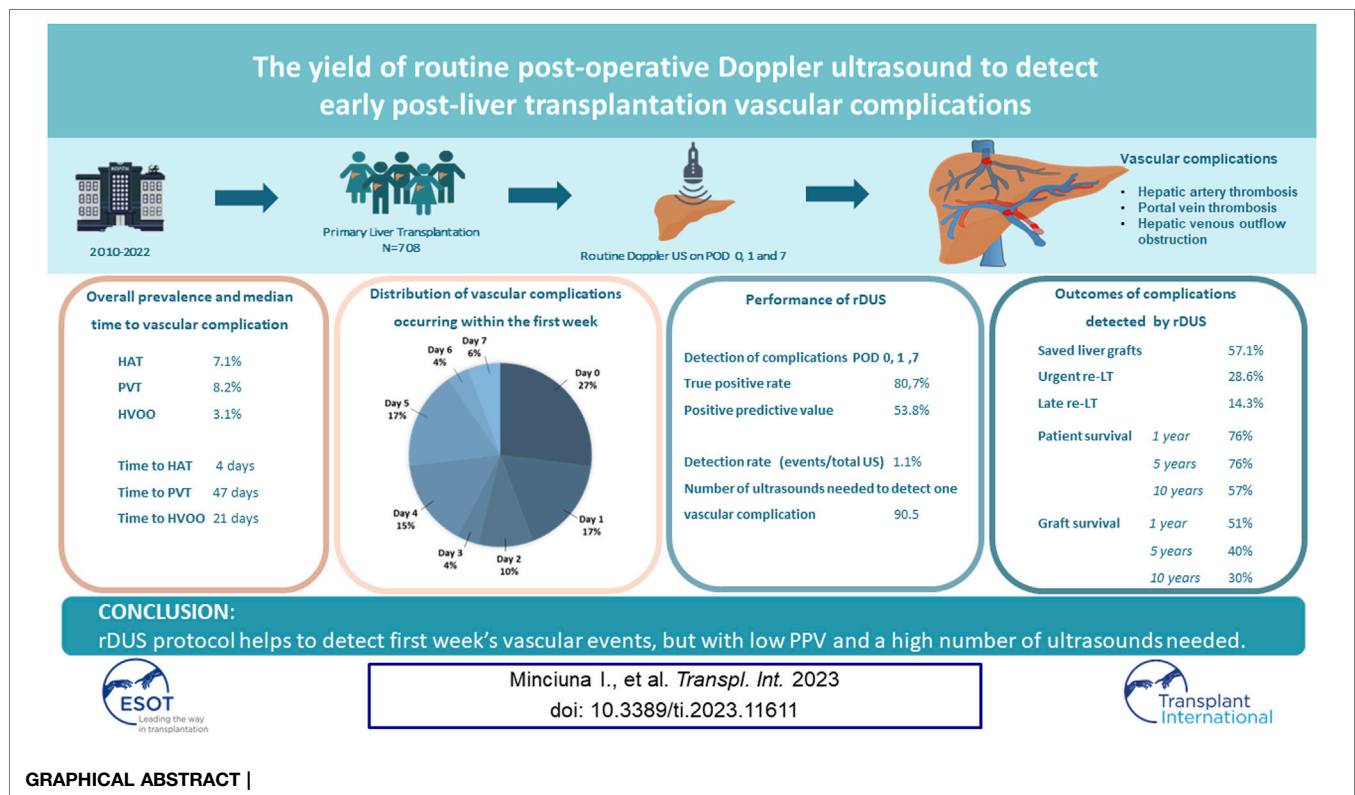 The yield of routine post-operative Doppler ultrasound to detect
early post-liver transplantation vascular complications
HOSPITAL
2010-2022
Primary Liver Transplantation
N=708
Routine Doppler US on POD 0, 1 and 7
Vascular complications
• Hepatic artery thrombosis
• Portal vein thrombosis
• Hepatic venous outflow
obstruction
Overall prevalence and median
time to vascular complication
HAT 7.1%
PVT 8.2%
HVOO 3.1%
Time to HAT 4 days
Time to PVT 47 days
Time to HVOO 21 days
Distribution of vascular complications
occurring within the first week
Day 0
27%
Day 1
17%
Day 2
10%
Day 3
4%
Day 4
15%
Day 5
17%
Day 6
4%
Day 7
6%
Performance of rDUS
Detection of complications POD 0, 1 ,7
True positive rate 80,7%
Positive predictive value 53.8%
Detection rate (events/total US) 1.1%
Number of ultrasounds needed to detect one
vascular complication 90.5
Outcomes of complications
detected by rDUS
Saved liver grafts 57.1%
Urgent re-LT 28.6%
Late re-LT 14.3%
Patient survival 1 year 76%
5 years 76%
10 years 57%
Graft survival 1 year 51%
5 years 40%
10 years 30%
CONCLUSION:
rDUS protocol helps to detect first week's vascular events, but with low PPV and a high number of ultrasounds needed.
ESOT
Leading the way
in transplantation
Minciuna I., et al. Transpl. Int. 2023
doi: 10.3389/ti.2023.11611
Transplant
International
GRAPHICAL ABSTRACT |